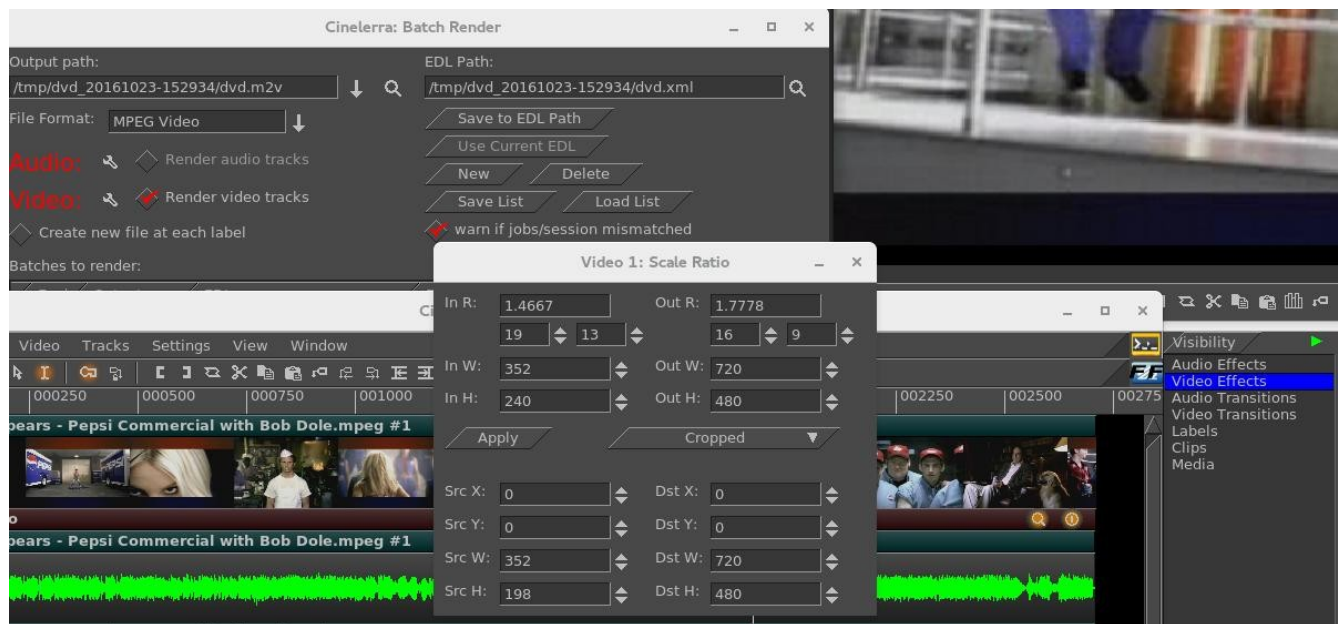 Cinelerra: Batch Render
Output path:
/tmp/dvd_20161023-152934/dvd.m2v
EDL Path:
/tmp/dvd_20161023-152934/dvd.xml
File Format: MPEG Video
Save to EDL Path
Use Current EDL
Audio: Render audio tracks
New Delete
Video: Render video tracks
Save List Load List
Create new file at each label
warn if jobs/session mismatched
Batches to render:
Video 1: Scale Ratio
In R: 1.4667 Out R: 1.7778
19 13 16 9
In W: 352 Out W: 720
In H: 240 Out H: 480
Apply Cropped
Src X: 0 Dst X: 0
Src Y: 0 Dst Y: 0
Src W: 352 Dst W: 720
Src H: 198 Dst H: 480
Ci
Video Tracks Settings View Window
000250 000500 000750 001000 002250 002500 00275
ears - Pepsi Commercial with Bob Dole.mpeg #1
PEPSI
o
ears - Pepsi Commercial with Bob Dole.mpeg #1
Visibility
Audio Effects
Video Effects
Audio Transitions
Video Transitions
Labels
Clips
Media